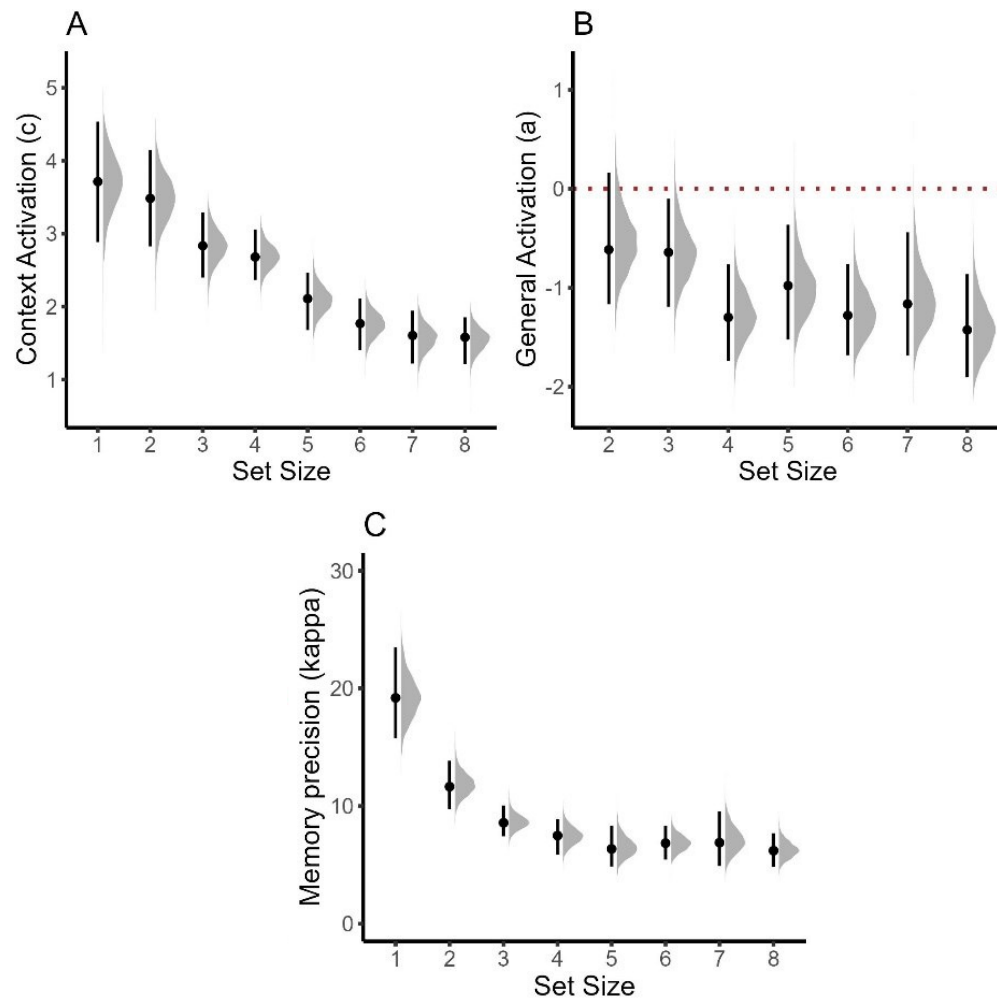 A
Context Activation (c)
5
4
3
2
1
1 2 3 4 5 6 7 8
Set Size
B
General Activation (a)
1
0
-1
-2
2 3 4 5 6 7 8
Set Size
C
Memory precision (kappa)
30
20
10
0
1 2 3 4 5 6 7 8
Set Size